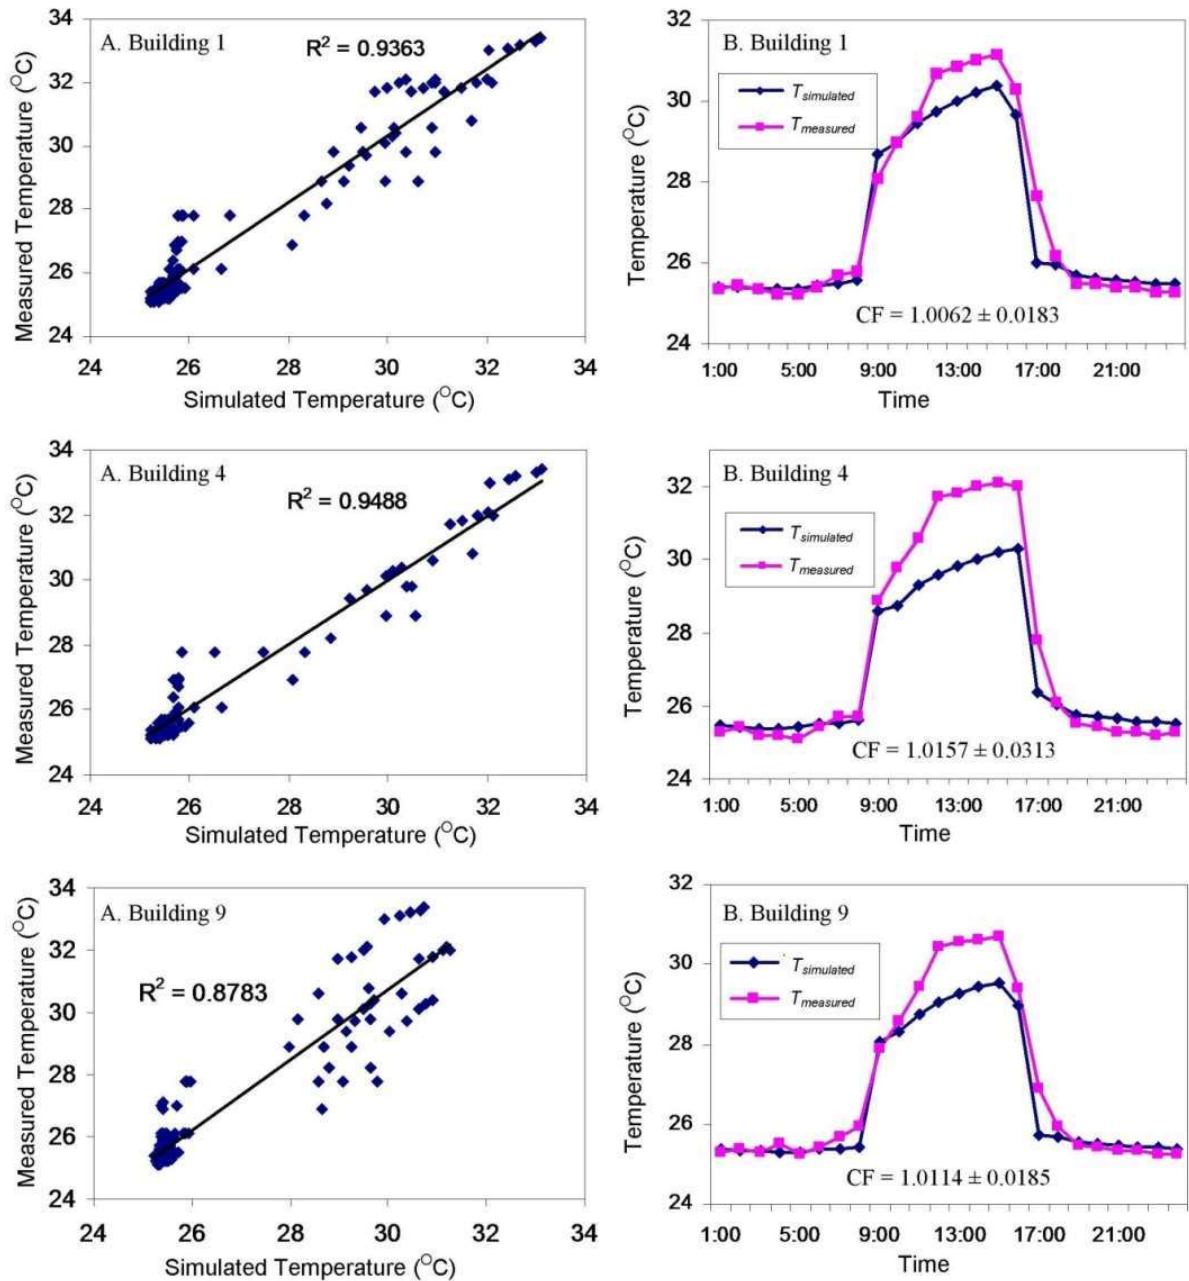 A. Building 1
R² = 0.9363
Measured Temperature (°C)
34
32
30
28
26
24
24 26 28 30 32 34
Simulated Temperature (°C)
B. Building 1
Tsimulated
Tmeasured
Temperature (°C)
32
30
28
26
24
CF = 1.0062 ± 0.0183
1:00 5:00 9:00 13:00 17:00 21:00
Time
A. Building 4
R² = 0.9488
Measured Temperature (°C)
34
32
30
28
26
24
24 26 28 30 32 34
Simulated Temperature (°C)
B. Building 4
Tsimulated
Tmeasured
Temperature (°C)
32
30
28
26
24
CF = 1.0157 ± 0.0313
1:00 5:00 9:00 13:00 17:00 21:00
Time
A. Building 9
R² = 0.8783
Measured Temperature (°C)
34
32
30
28
26
24
24 26 28 30 32 34
Simulated Temperature (°C)
B. Building 9
Tsimulated
Tmeasured
Temperature (°C)
32
30
28
26
24
CF = 1.0114 ± 0.0185
1:00 5:00 9:00 13:00 17:00 21:00
Time